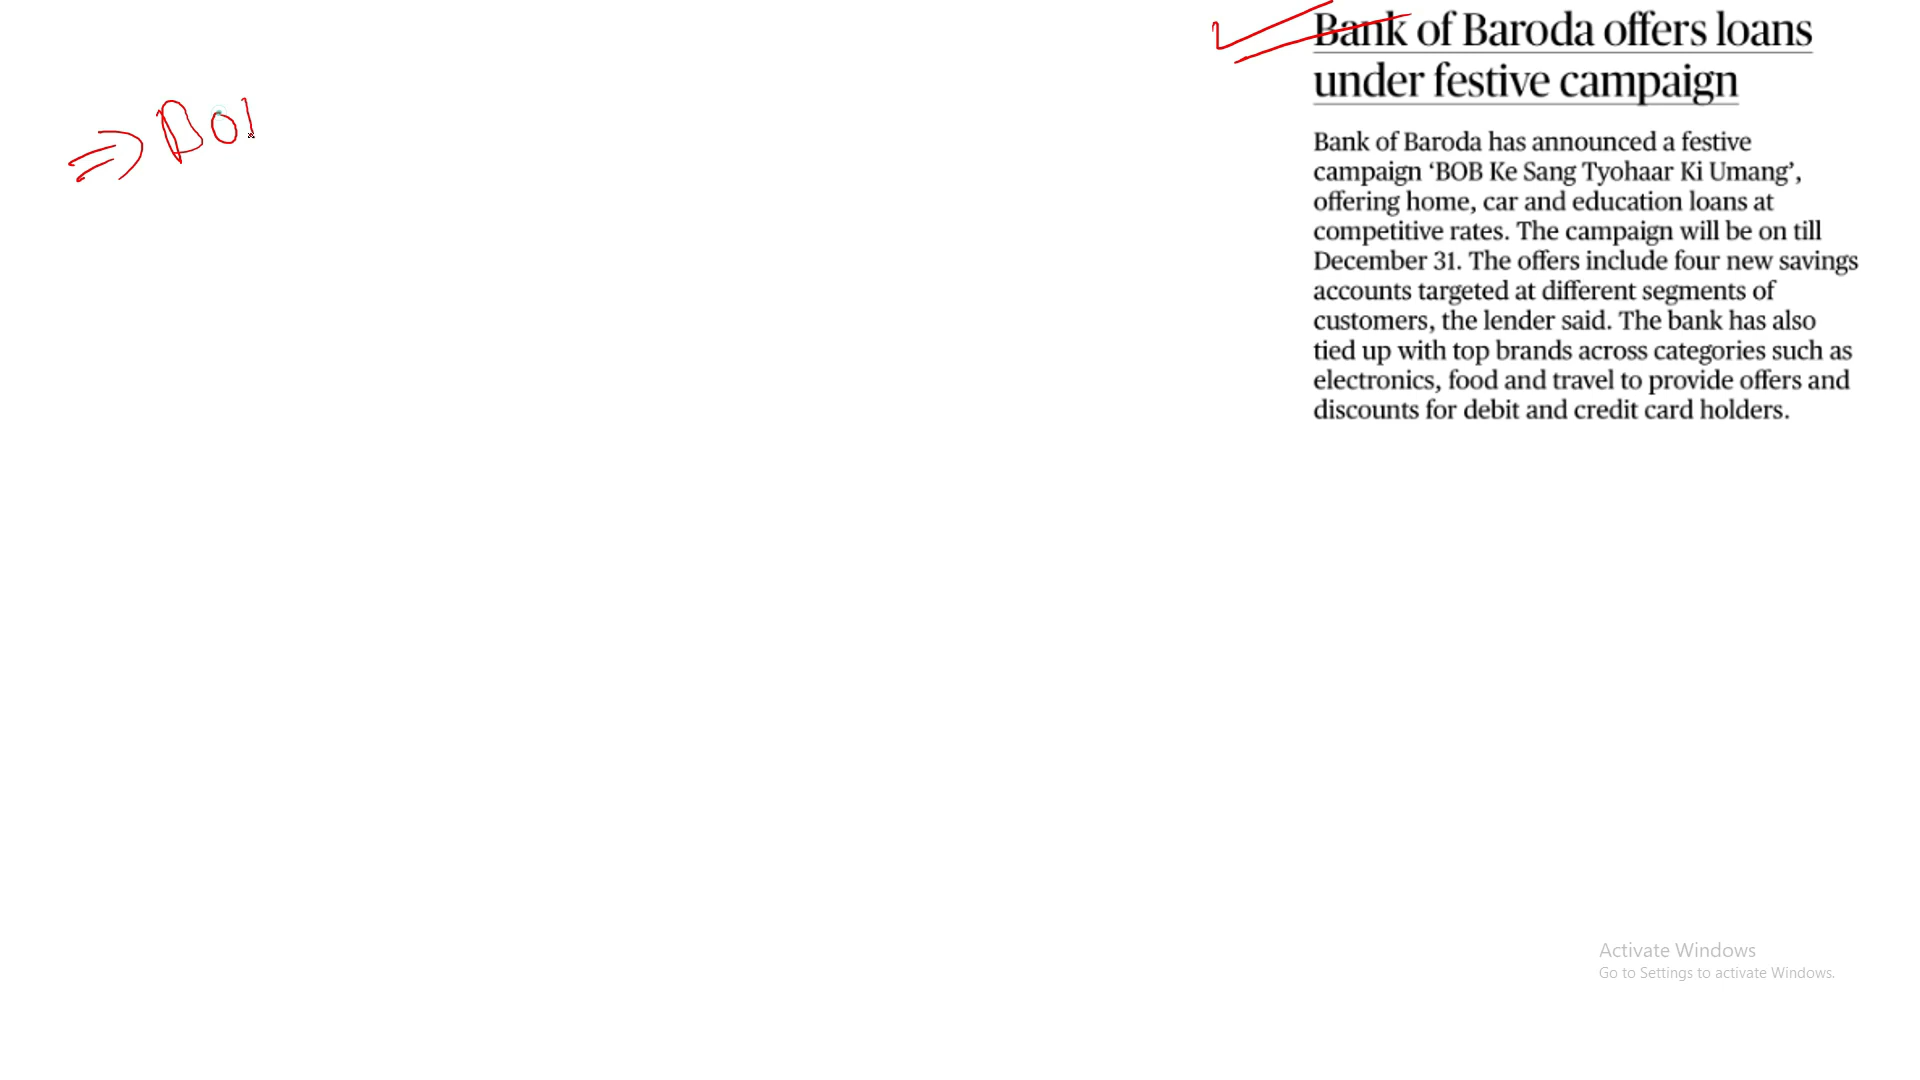 Bank of Baroda offers loans
under festive campaign
⇒ BO
Bank of Baroda has announced a festive
campaign ‘BOB Ke Sang Tyohaar Ki Umang’,
offering home, car and education loans at
competitive rates. The campaign will be on till
December 31. The offers include four new savings
accounts targeted at different segments of
customers, the lender said. The bank has also
tied up with top brands across categories such as
electronics, food and travel to provide offers and
discounts for debit and credit card holders.
Activate Windows
Go to Settings to activate Windows.